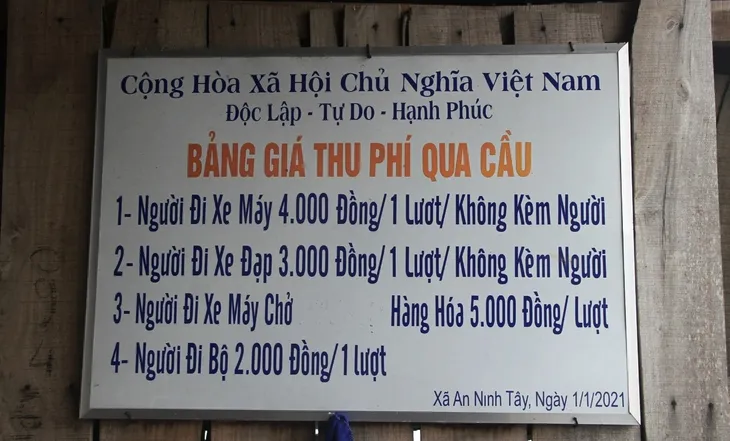 Cộng Hòa Xã Hội Chủ Nghĩa Việt Nam
Độc Lập - Tự Do - Hạnh Phúc
BẢNG GIÁ THU PHÍ QUA CẦU
1- Người Đi Xe Máy 4.000 Đồng/ 1 Lượt/ Không Kèm Người
2- Người Đi Xe Đạp 3.000 Đồng/ 1 Lượt/ Không Kèm Người
3- Người Đi Xe Máy Chở Hàng Hóa 5.000 Đồng/ Lượt
4- Người Đi Bộ 2.000 Đồng/ 1 lượt
Xã An Ninh Tây, Ngày 1/1/2021